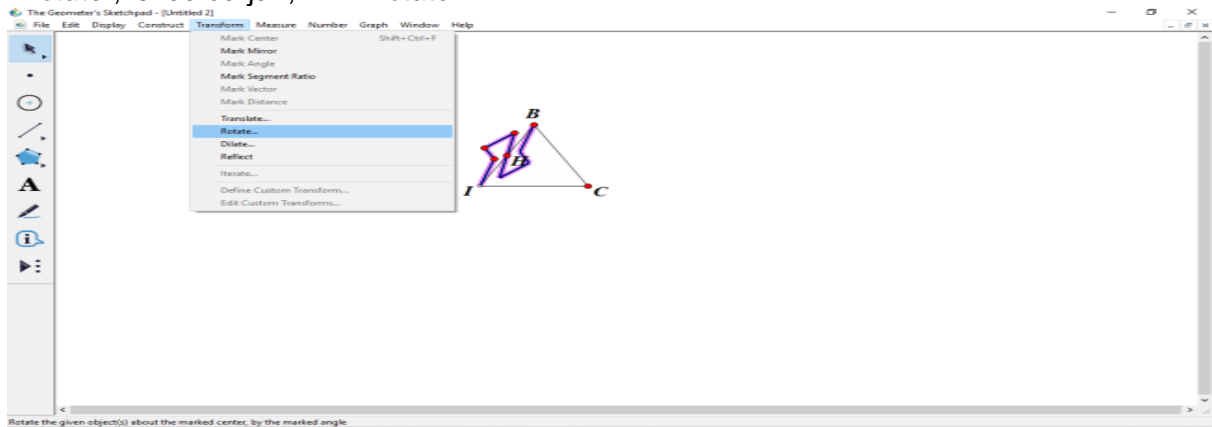 The Geometer's Sketchpad - [Untitled 2]
File Edit Display Construct Transform Measure Number Graph Window Help
Mark Center Shift+Ctrl+F
Mark Mirror
Mark Angle
Mark Segment Ratio
Mark Vector
Mark Distance
Translate...
Rotate...
Dilate...
Reflect
Iterate...
Define Custom Transform...
Edit Custom Transforms...
A
B
H
I
C
Rotate the given object(s) about the marked center, by the marked angle